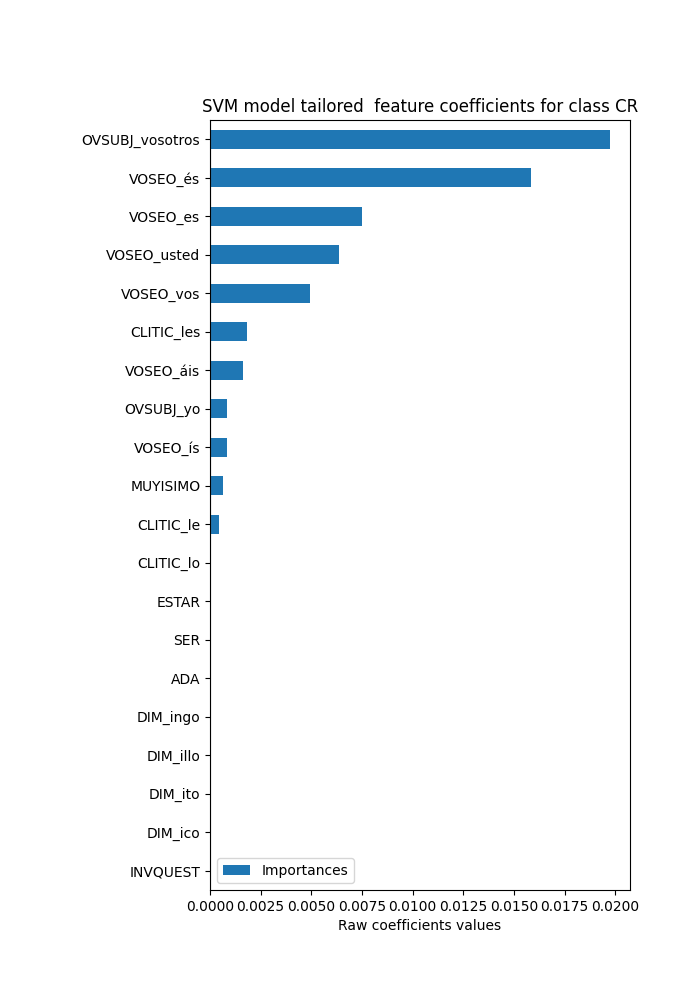 SVM model tailored  feature coefficients for class CR
OVSUBJ_vosotros
VOSEO_és
VOSEO_es
VOSEO_usted
VOSEO_vos
CLITIC_les
VOSEO_áis
OVSUBJ_yo
VOSEO_ís
MUYISIMO
CLITIC_le
CLITIC_lo
ESTAR
SER
ADA
DIM_ingo
DIM_illo
DIM_ito
DIM_ico
INVQUEST
Importances
0.0000 0.0025 0.0050 0.0075 0.0100 0.0125 0.0150 0.0175 0.0200
Raw coefficients values